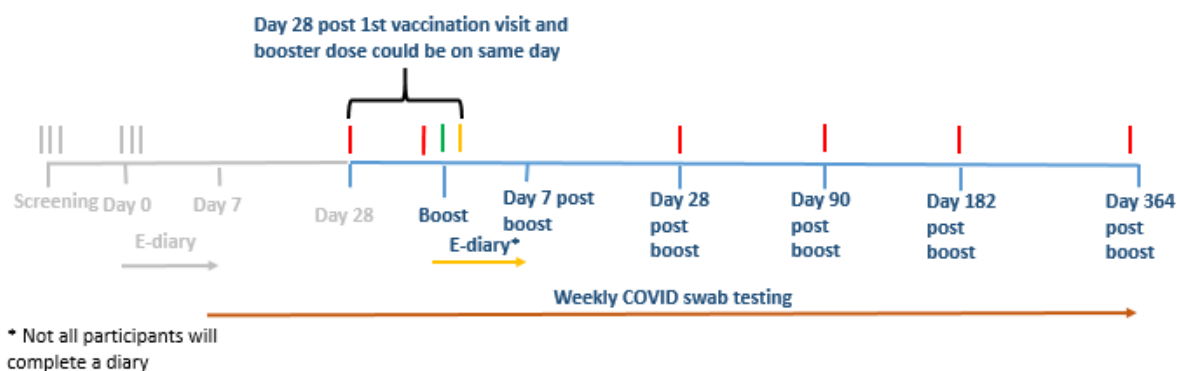 Day 28 post 1st vaccination visit and
booster dose could be on same day
Screening
Day 0
Day 7
Day 28
Boost
Day 7 post
boost
Day 28
post
boost
Day 90
post
boost
Day 182
post
boost
Day 364
post
boost
E-diary
E-diary*
Weekly COVID swab testing
* Not all participants will
complete a diary